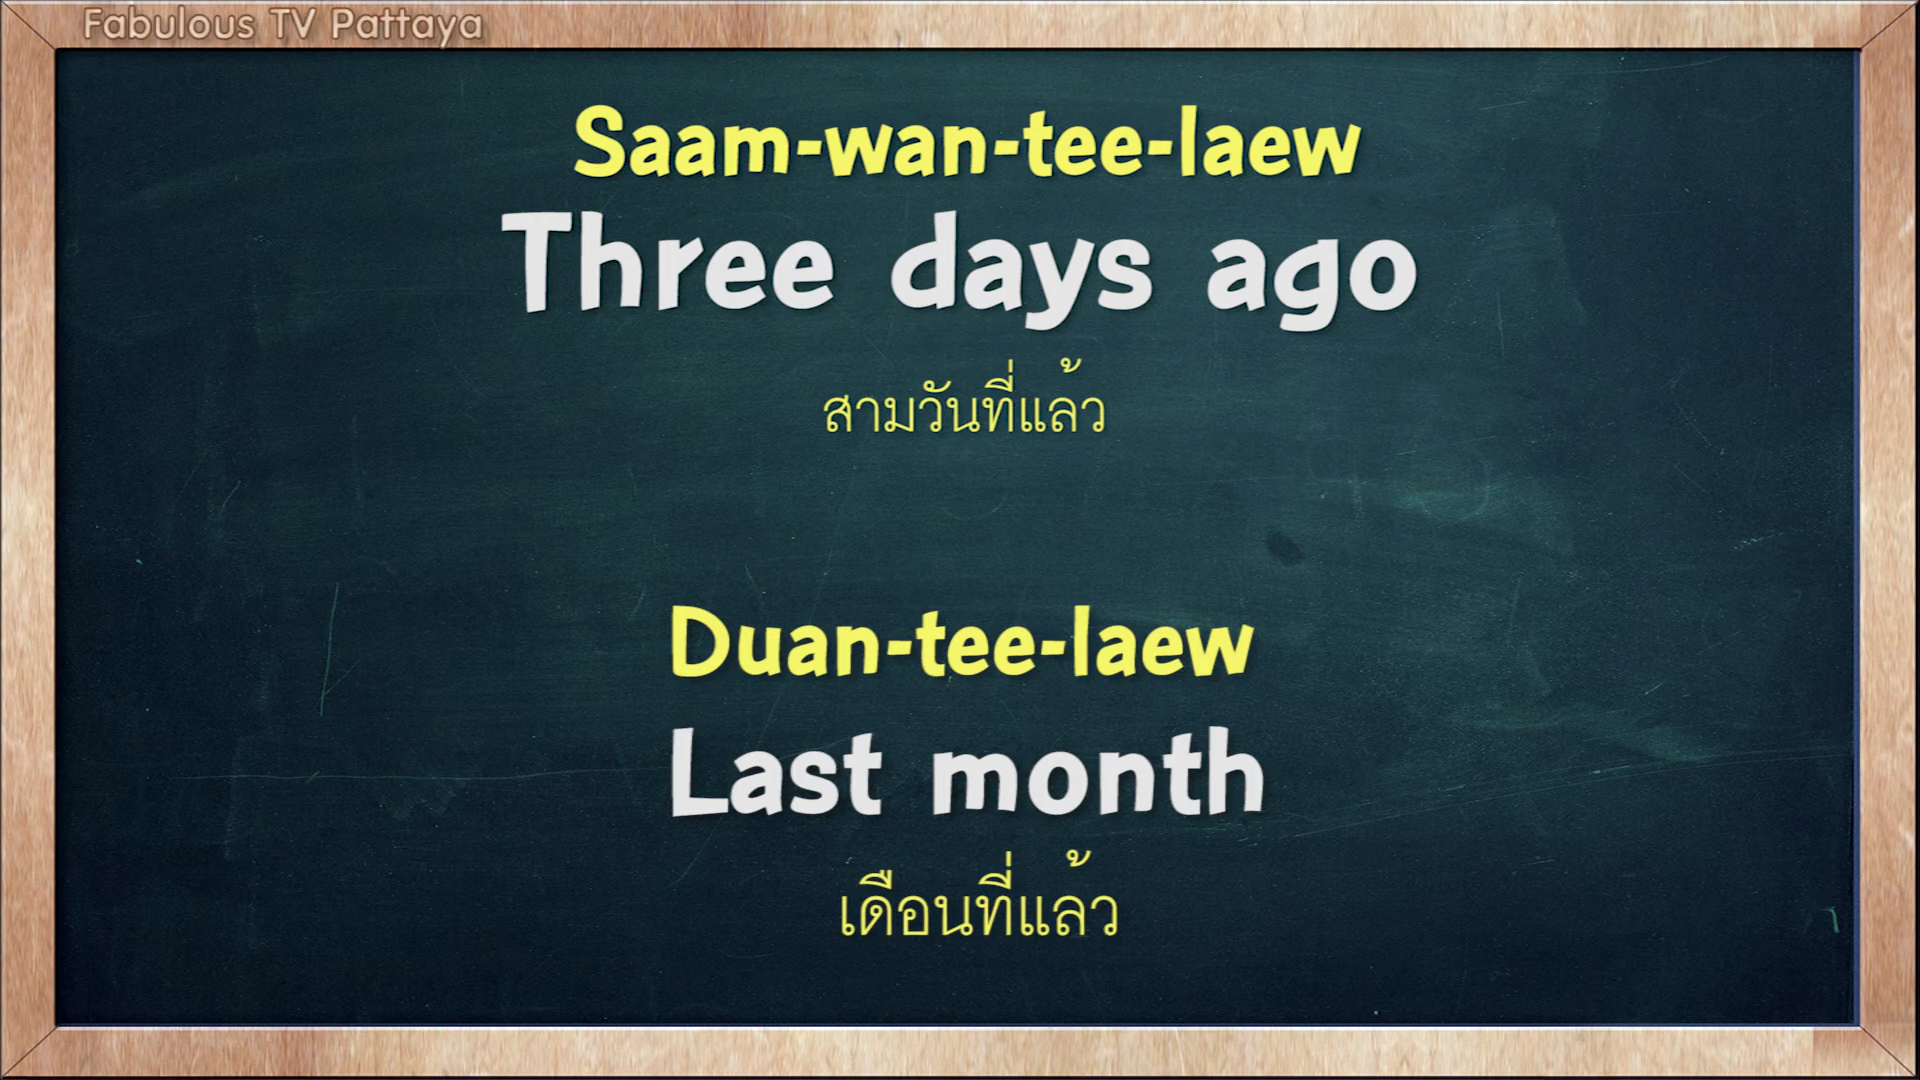 Fabulous TV Pattaya
Saam-wan-tee-laew
Three days ago
สามวันที่แล้ว
Duan-tee-laew
Last month
เดือนที่แล้ว